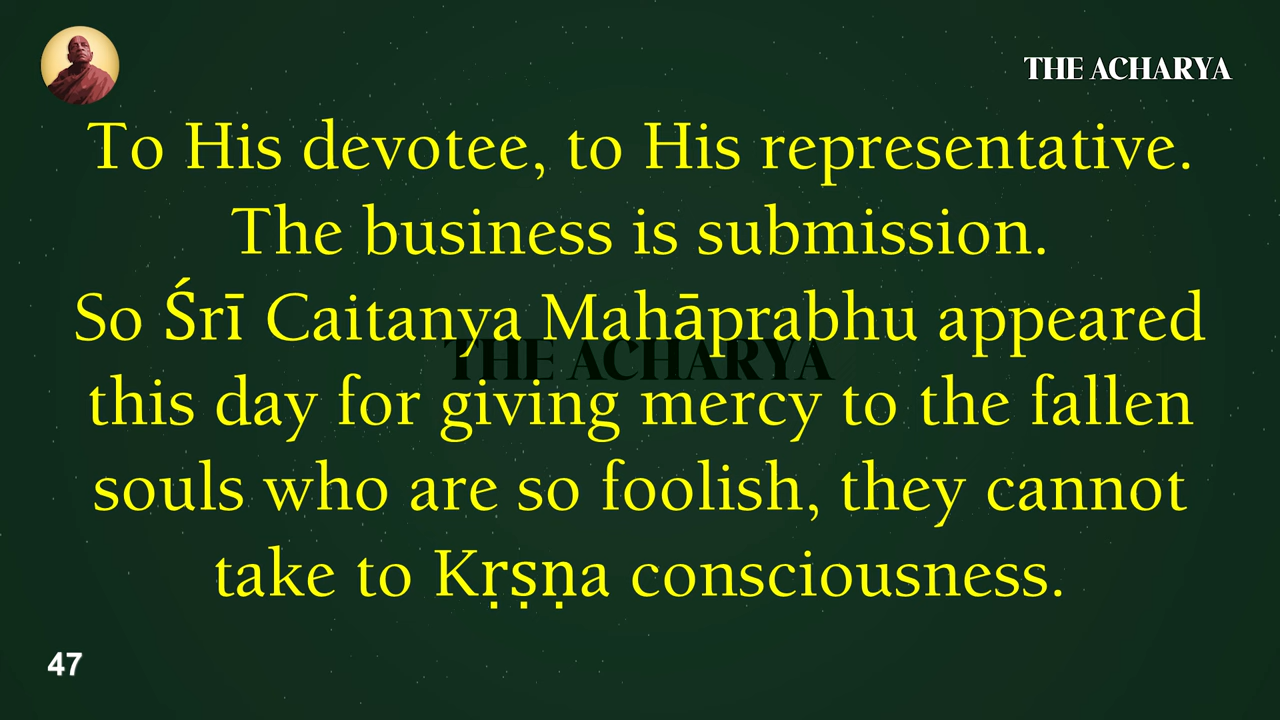 THE ACHARYA
To His devotee, to His representative.
The business is submission.
So Śrī Caitanya Mahāprabhu appeared
THE ACHARYA
this day for giving mercy to the fallen
souls who are so foolish, they cannot
take to Kṛṣṇa consciousness.
47